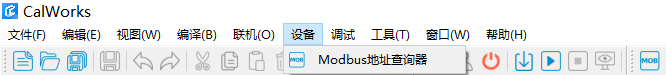 CalWorks
文件(F) 编辑(E) 视图(W) 编译(B) 联机(O) 设备 调试 工具(T) 窗口(W) 帮助(H)
MOB Modbus地址查询器 MOB